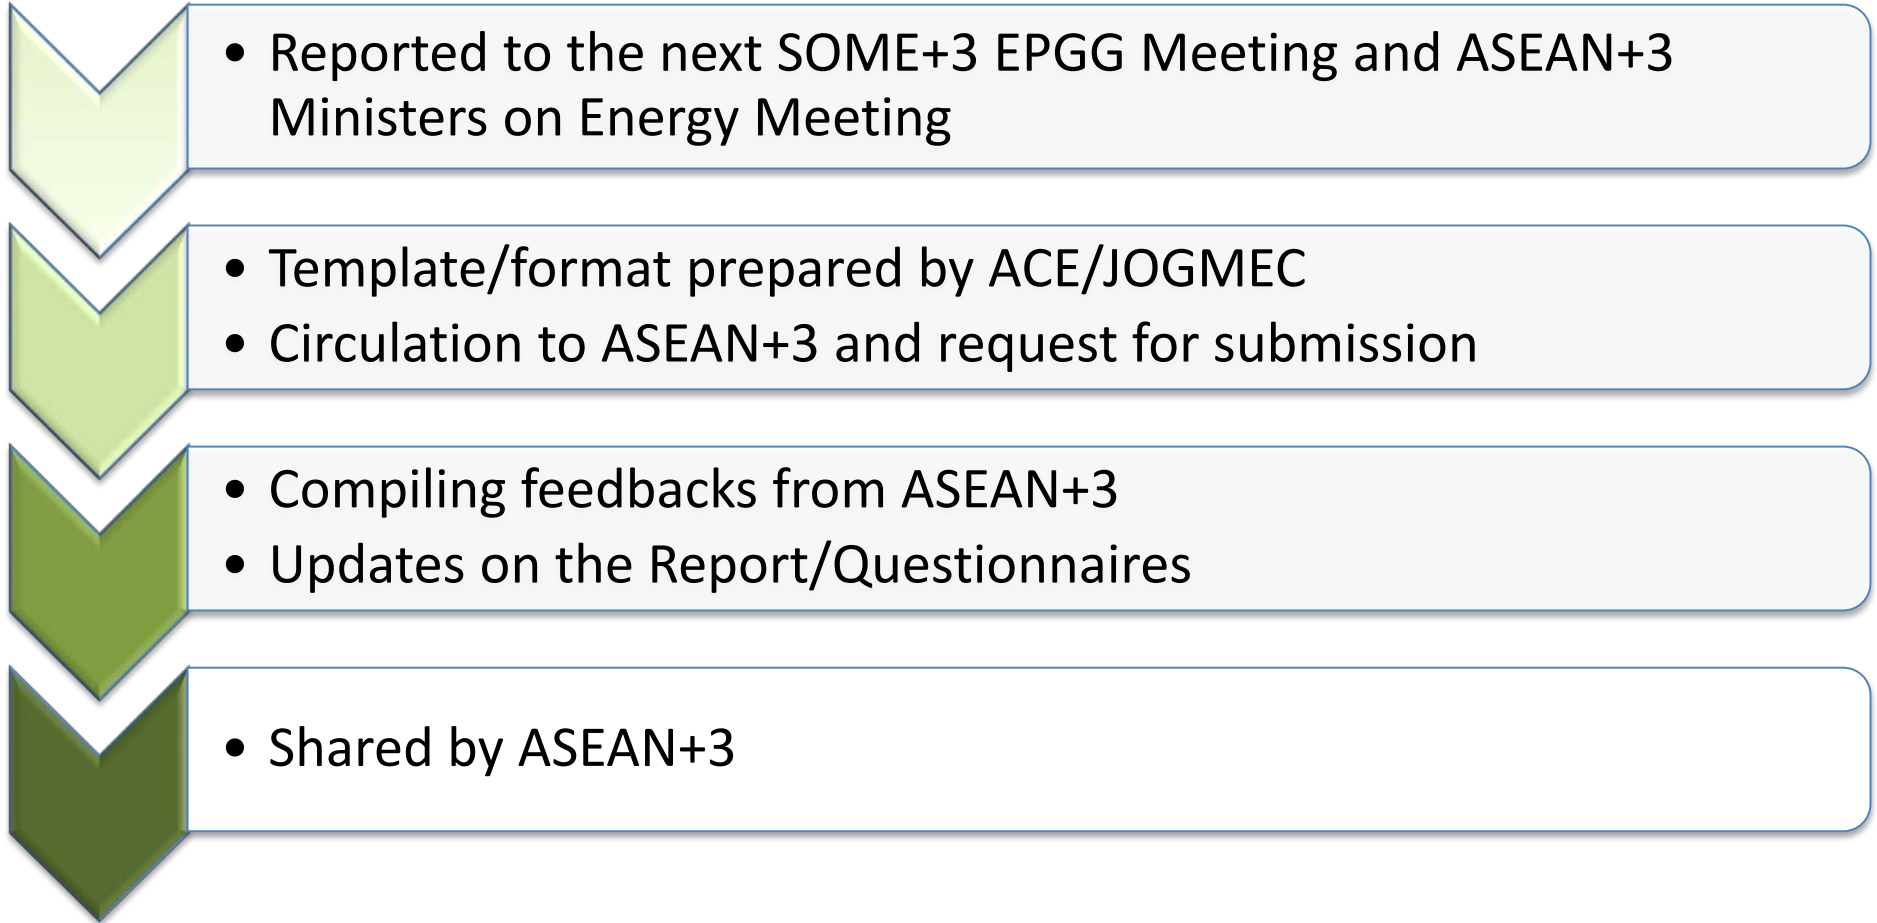 • Reported to the next SOME+3 EPGG Meeting and ASEAN+3
Ministers on Energy Meeting
• Template/format prepared by ACE/JOGMEC
• Circulation to ASEAN+3 and request for submission
• Compiling feedbacks from ASEAN+3
• Updates on the Report/Questionnaires
• Shared by ASEAN+3